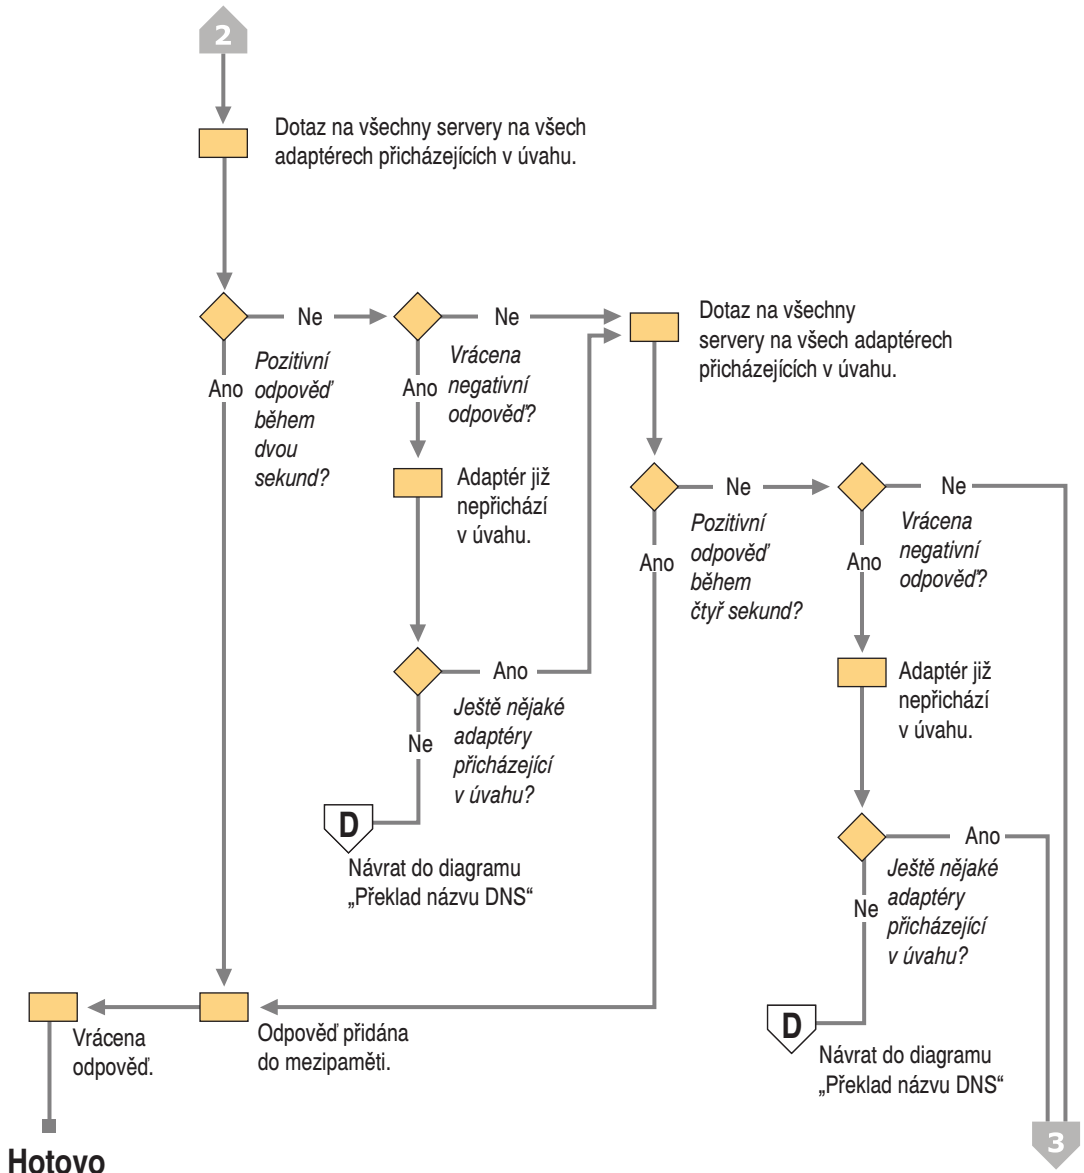 2
Dotaz na všechny servery na všech
adaptérech přicházejících v úvahu.
Ne
Ne
Dotaz na všechny
servery na všech adaptérech
přicházejících v úvahu.
Ano
Pozitivní
odpověď
během
dvou
sekund?
Ano
Vrácena
negativní
odpověď?
Adaptér již
nepřichází
v úvahu.
Ne
Ne
Ano
Pozitivní
odpověď
během
čtyř sekund?
Ano
Vrácena
negativní
odpověď?
Ano
Ještě nějaké
adaptéry
přicházející
v úvahu?
Ne
Adaptér již
nepřichází
v úvahu.
D
Návrat do diagramu
„Překlad názvu DNS“
Ano
Ještě nějaké
adaptéry
přicházející
v úvahu?
Ne
D
Návrat do diagramu
„Překlad názvu DNS“
Odpověď přidána
do mezipaměti.
Vrácena
odpověď.
Hotovo
3